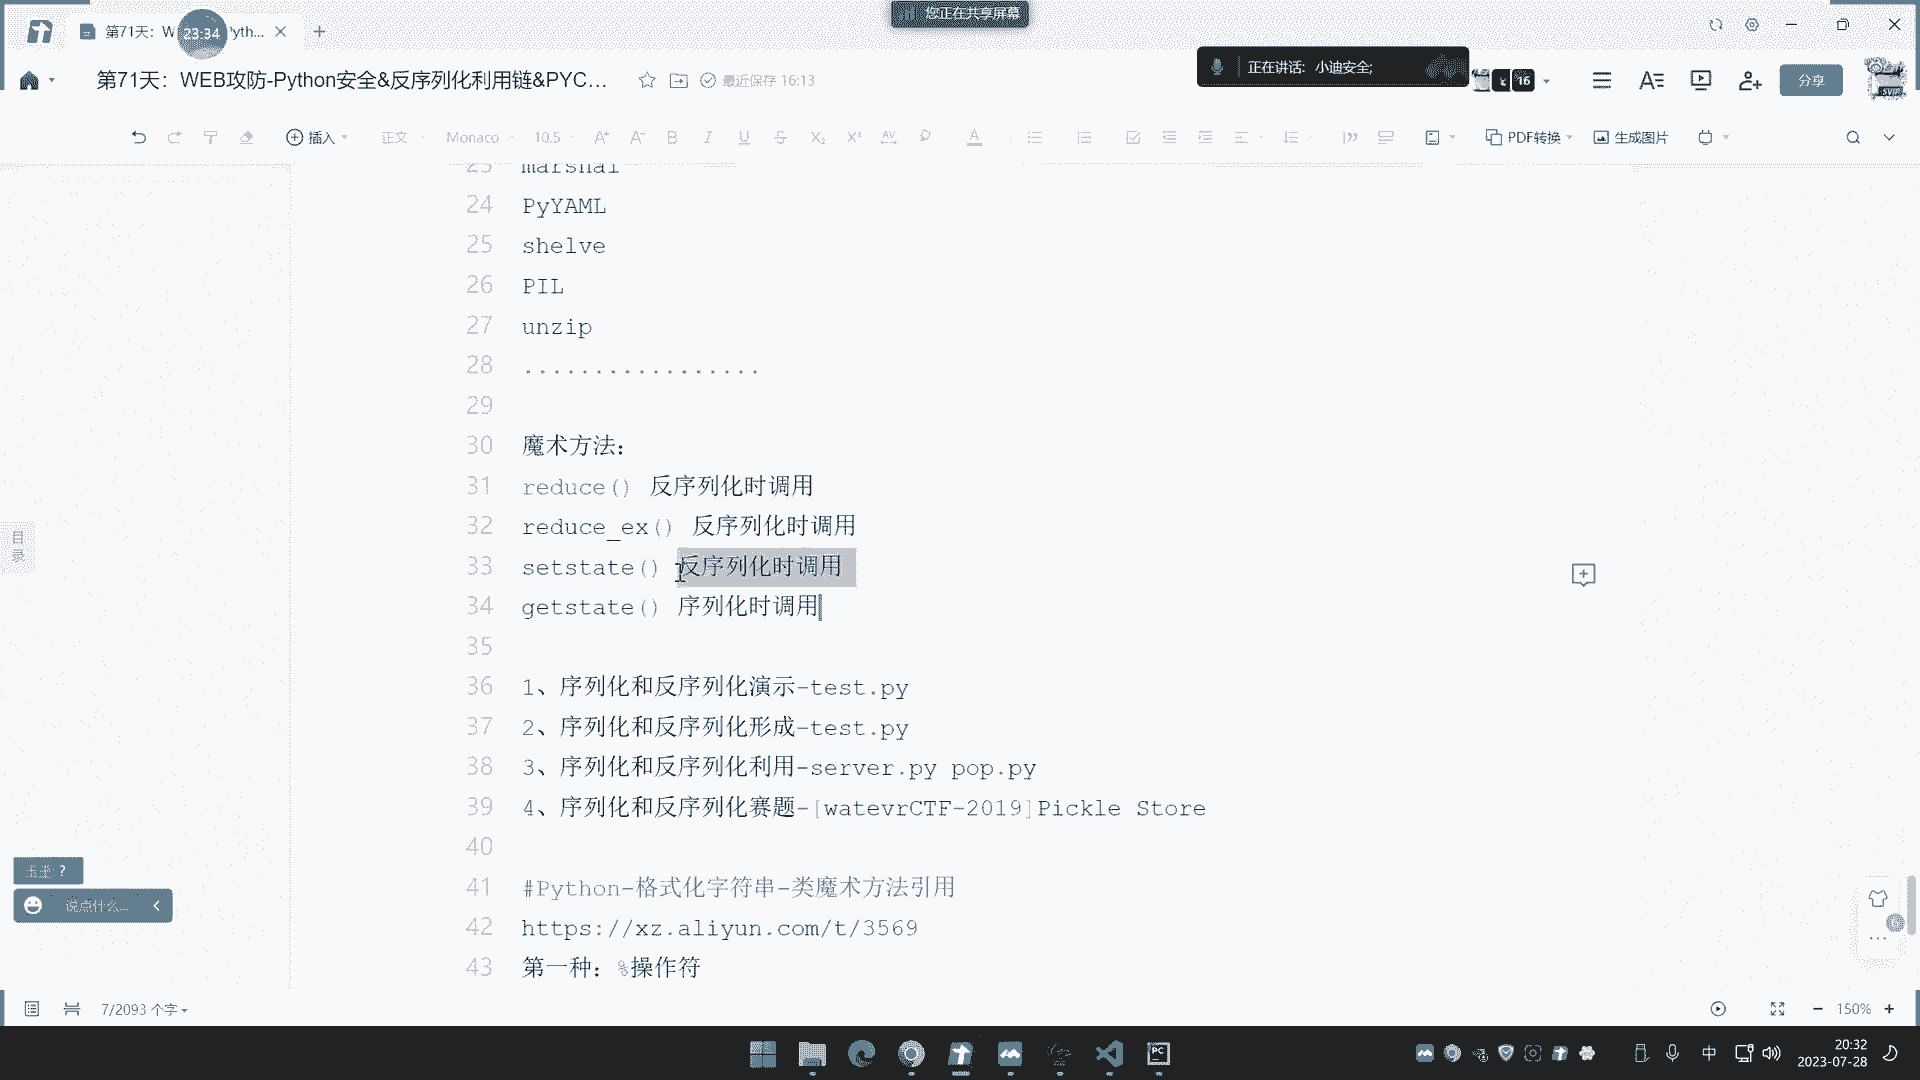 您正在共享屏幕
第71天：W
23:34
'yth...
第71天：WEB攻防-Python安全&反序列化利用链&PYC...
最近保存 16:13
正在讲话: 小迪安全;
16
分享
插入
正文
Monaco
10.5
PDF转换
生成图片
23 marshal
24 PyYAML
25 shelve
26 PIL
27 unzip
28 .................
29
30 魔术方法：
31 reduce() 反序列化时调用
32 reduce_ex() 反序列化时调用
33 setstate() 反序列化时调用
34 getstate() 序列化时调用
35
36 1、序列化和反序列化演示-test.py
37 2、序列化和反序列化形成-test.py
38 3、序列化和反序列化利用-server.py pop.py
39 4、序列化和反序列化赛题-[watevrCTF-2019]Pickle Store
40
41 #Python-格式化字符串-类魔术方法引用
42 https://xz.aliyun.com/t/3569
43 第一种：%操作符
目录
说点什么...
7/2093 个字
150%
中
20:32
2023-07-28